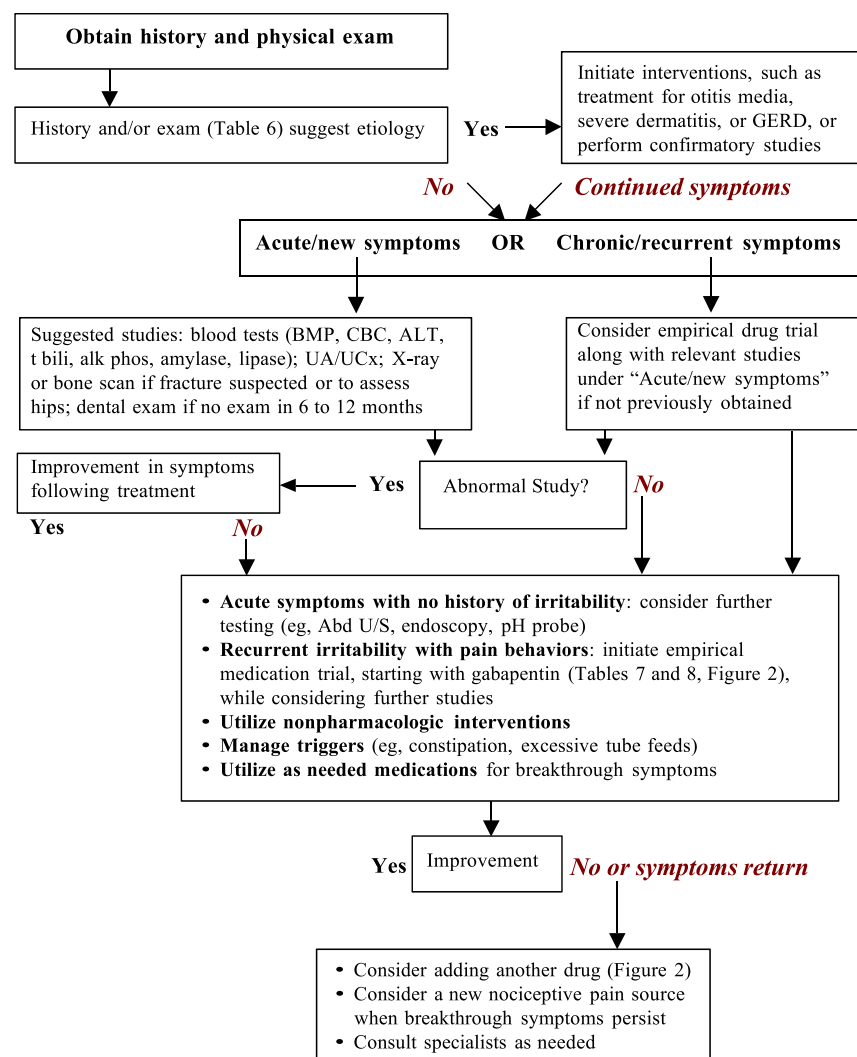 Obtain history and physical exam
History and/or exam (Table 6) suggest etiology
Yes
Initiate interventions, such as
treatment for otitis media,
severe dermatitis, or GERD, or
perform confirmatory studies
No
Continued symptoms
Acute/new symptoms OR Chronic/recurrent symptoms
Suggested studies: blood tests (BMP, CBC, ALT,
t bili, alk phos, amylase, lipase); UA/UCx; X-ray
or bone scan if fracture suspected or to assess
hips; dental exam if no exam in 6 to 12 months
Consider empirical drug trial
along with relevant studies
under “Acute/new symptoms”
if not previously obtained
Improvement in symptoms
following treatment
Yes
Abnormal Study?
No
Yes
No
• Acute symptoms with no history of irritability: consider further
testing (eg, Abd U/S, endoscopy, pH probe)
• Recurrent irritability with pain behaviors: initiate empirical
medication trial, starting with gabapentin (Tables 7 and 8, Figure 2),
while considering further studies
• Utilize nonpharmacologic interventions
• Manage triggers (eg, constipation, excessive tube feeds)
• Utilize as needed medications for breakthrough symptoms
Yes
Improvement
No or symptoms return
• Consider adding another drug (Figure 2)
• Consider a new nociceptive pain source
when breakthrough symptoms persist
• Consult specialists as needed